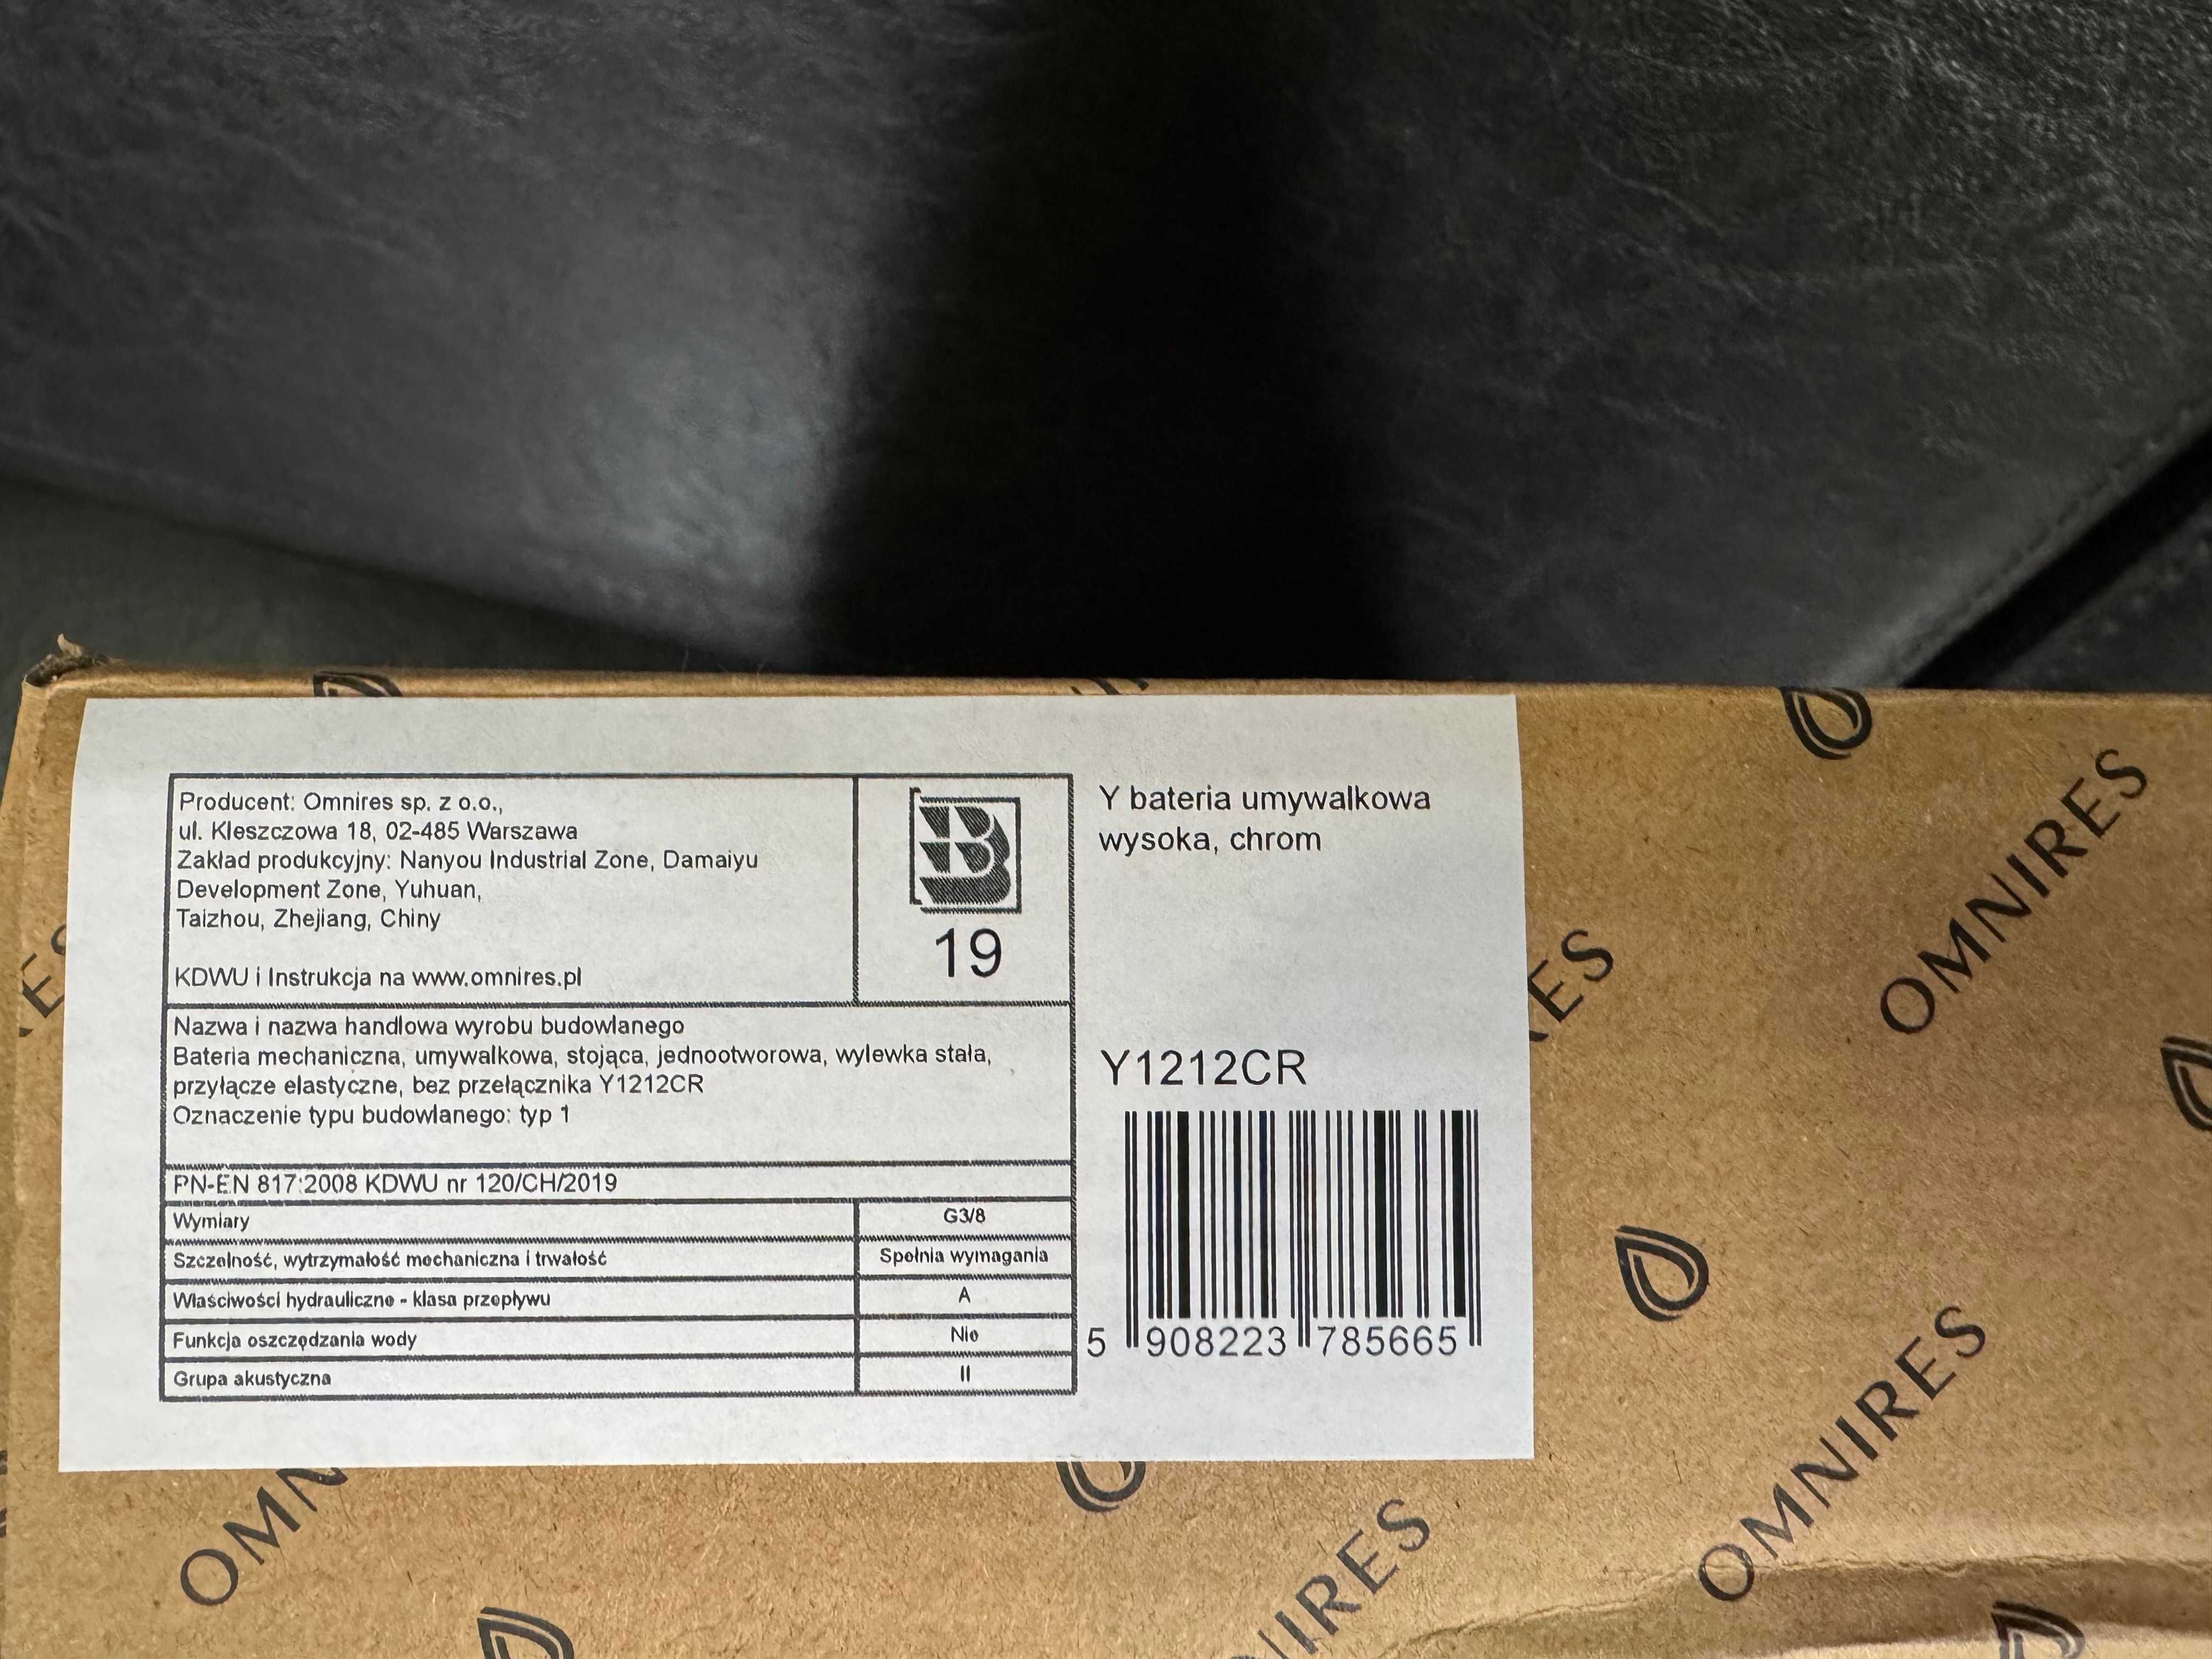 Producent: Omnires sp. z o.o.,
ul. Kleszczowa 18, 02-485 Warszawa
Zakład produkcyjny: Nanyou Industrial Zone, Damaiyu
Development Zone, Yuhuan,
Taizhou, Zhejiang, Chiny
KDWU i Instrukcja na www.omnires.pl
B
19
Nazwa i nazwa handlowa wyrobu budowlanego
Bateria mechaniczna, umywalkowa, stojąca, jednootworowa, wylewka stała,
przyłącze elastyczne, bez przełącznika Y1212CR
Oznaczenie typu budowlanego: typ 1
PN-EN 817:2008 KDWU nr 120/CH/2019
Wymiary G3/8
Szczelność, wytrzymałość mechaniczna i trwałość Spełnia wymagania
Właściwości hydrauliczne - klasa przepływu A
Funkcja oszczędzania wody Nie
Grupa akustyczna II
Y bateria umywalkowa
wysoka, chrom
Y1212CR
5 908223 785665
OMNIRES
ES
ES
OMN
NIRES
OMNIRES